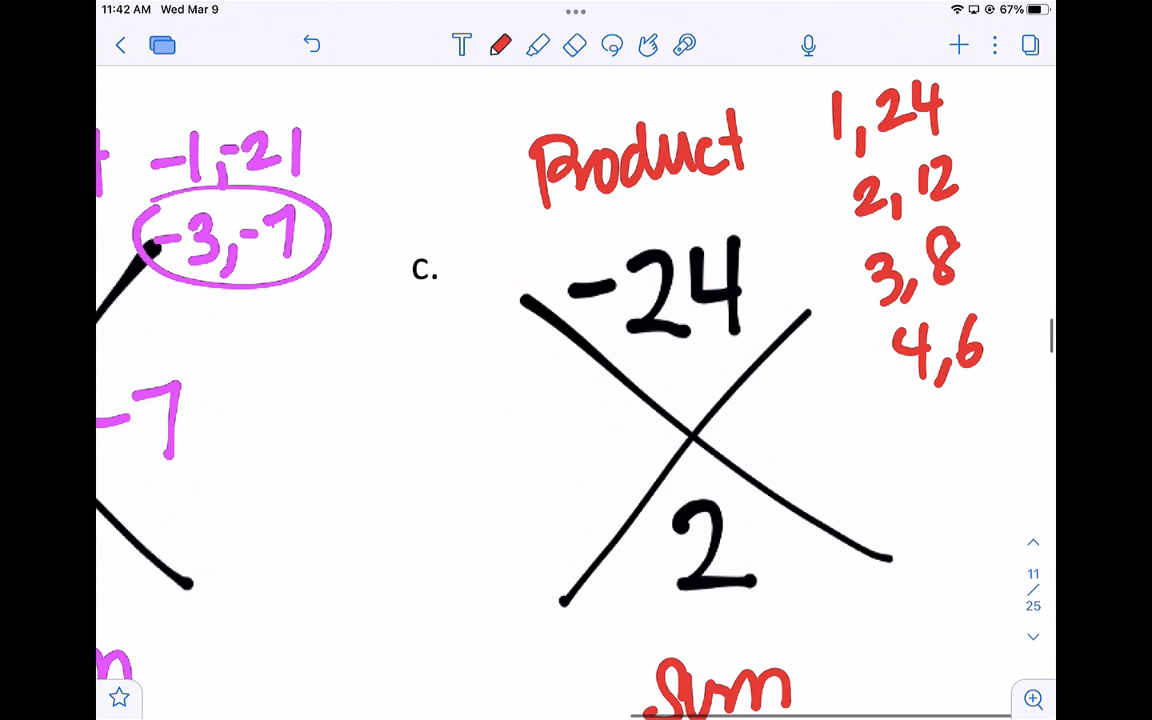 11:42 AM Wed Mar 9
67%
T
-1,-21
-3,-7
-7
c.
Product
-24
2
Sum
1,24
2,12
3,8
4,6
11
/
25